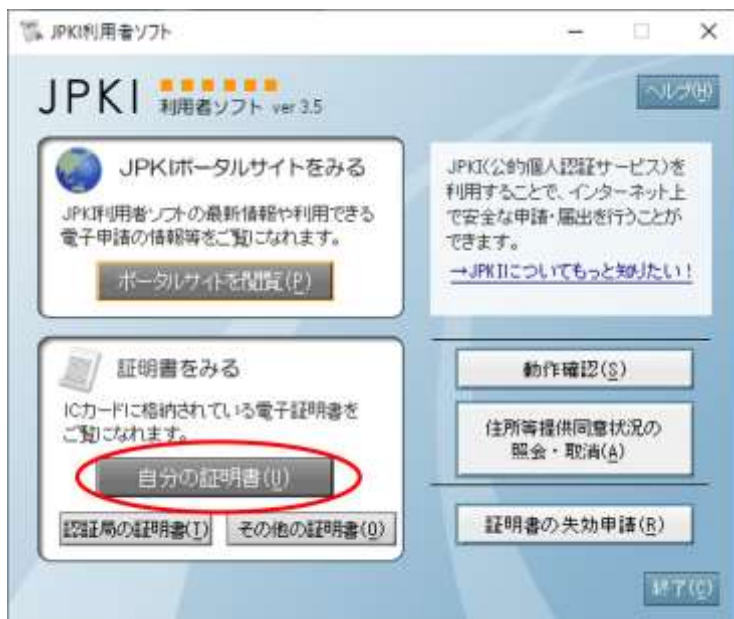 JPKI利用者ソフト
JPKI 利用者ソフト ver 3.5
ヘルプ(H)
JPKIポータルサイトをみる
JPKI利用者ソフトの最新情報や利用できる
電子申請の情報等をご覧になれます。
ポータルサイトを閲覧(P)
JPKI(公的個人認証サービス)を
利用することで、インターネット上
で安全な申請・届出を行うことが
できます。
→JPKIについてもっと知りたい！
証明書をみる
ICカードに格納されている電子証明書を
ご覧になれます。
自分の証明書(U)
認証局の証明書(I)
その他の証明書(O)
動作確認(S)
住所等提供同意状況の
照会・取消(A)
証明書の失効申請(R)
終了(C)